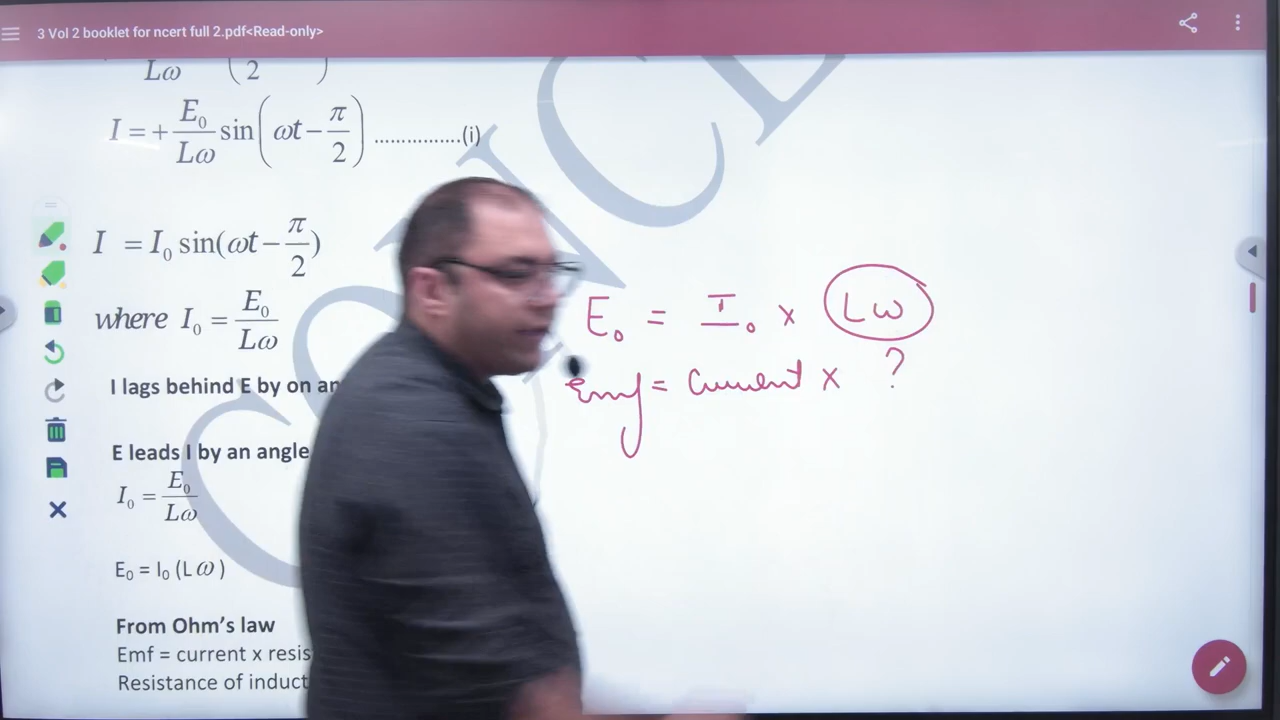 3 Vol 2 booklet for ncert full 2.pdf<Read-only>
Lω (2 )
I = + E₀/Lω sin(ωt − π/2) ................(i)
I = I₀ sin(ωt − π/2)
where I₀ = E₀/Lω
I lags behind E by on an
E leads I by an angle
I₀ = E₀/Lω
E₀ = I₀ (Lω)
From Ohm's law
Emf = current x resis
Resistance of induct
E₀ = I₀ × Lω
Emf = Current × ?
CONCE